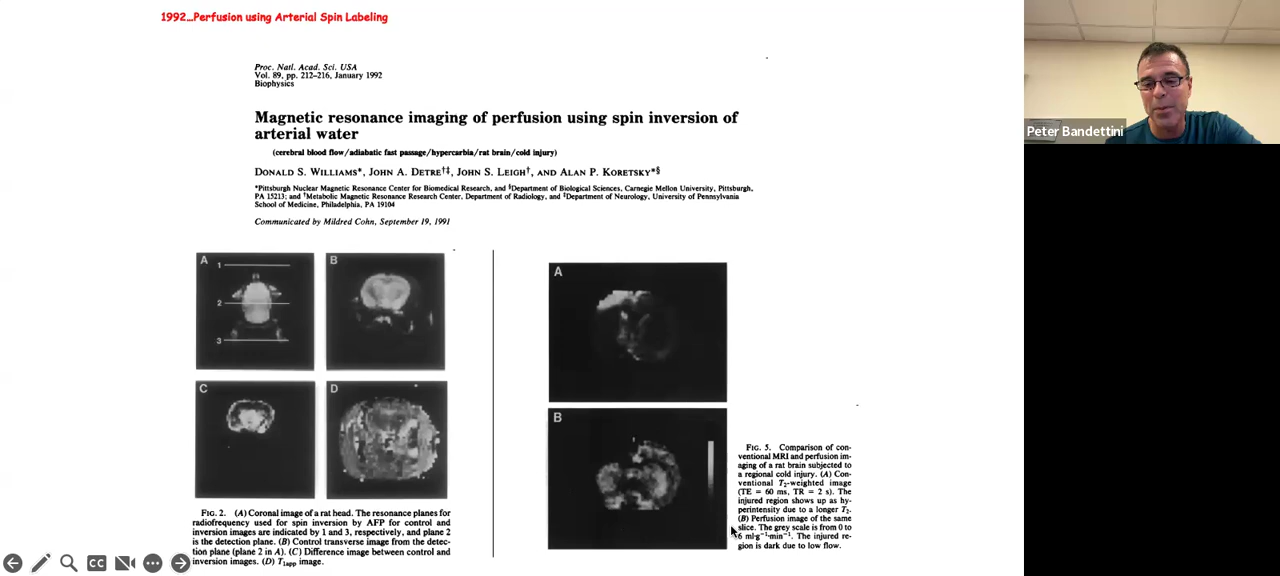 1992...Perfusion using Arterial Spin Labeling
Proc. Natl. Acad. Sci. USA
Vol. 89, pp. 212–216, January 1992
Biophysics
Magnetic resonance imaging of perfusion using spin inversion of
arterial water
(cerebral blood flow/adiabatic fast passage/hypercarbia/rat brain/cold injury)
DONALD S. WILLIAMS*, JOHN A. DETRE†‡, JOHN S. LEIGH†, AND ALAN P. KORETSKY*§
*Pittsburgh Nuclear Magnetic Resonance Center for Biomedical Research, and §Department of Biological Sciences, Carnegie Mellon University, Pittsburgh,
PA 15213; and †Metabolic Magnetic Resonance Research Center, Department of Radiology, and ‡Department of Neurology, University of Pennsylvania
School of Medicine, Philadelphia, PA 19104
Communicated by Mildred Cohn, September 19, 1991
A
1
2
3
B
C
D
FIG. 2. (A) Coronal image of a rat head. The resonance planes for
radiofrequency used for spin inversion by AFP for control and
inversion images are indicated by 1 and 3, respectively, and plane 2
is the detection plane. (B) Control transverse image from the detec-
tion plane (plane 2 in A). (C) Difference image between control and
inversion images. (D) T1app image.
A
B
FIG. 5. Comparison of con-
ventional MRI and perfusion im-
aging of a rat brain subjected to
a regional cold injury. (A) Con-
ventional T2-weighted image
(TE = 60 ms, TR = 2 s). The
injured region shows up as hy-
perintensity due to a longer T2.
(B) Perfusion image of the same
slice. The grey scale is from 0 to
6 ml·g−1·min−1. The injured re-
gion is dark due to low flow.
CC
Peter Bandettini